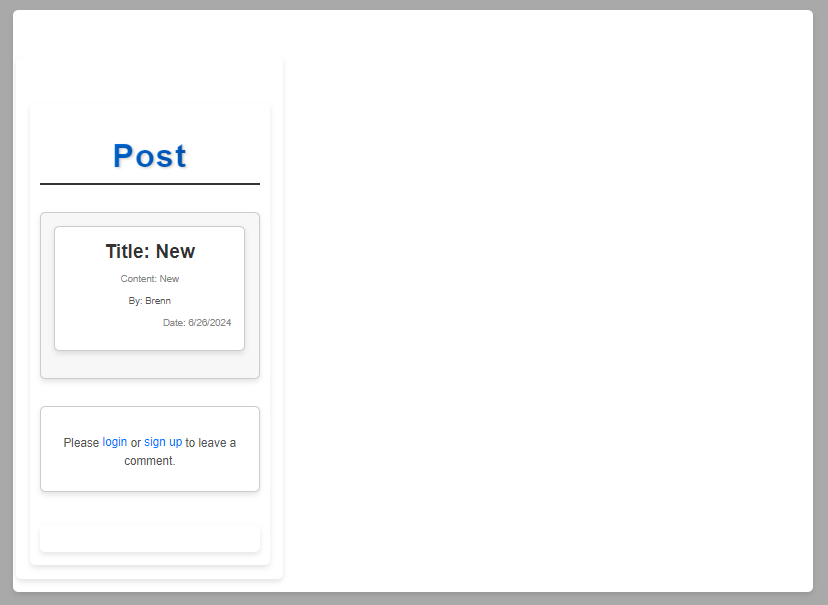 Post
Title: New
Content: New
By: Brenn
Date: 6/26/2024
Please login or sign up to leave a
comment.